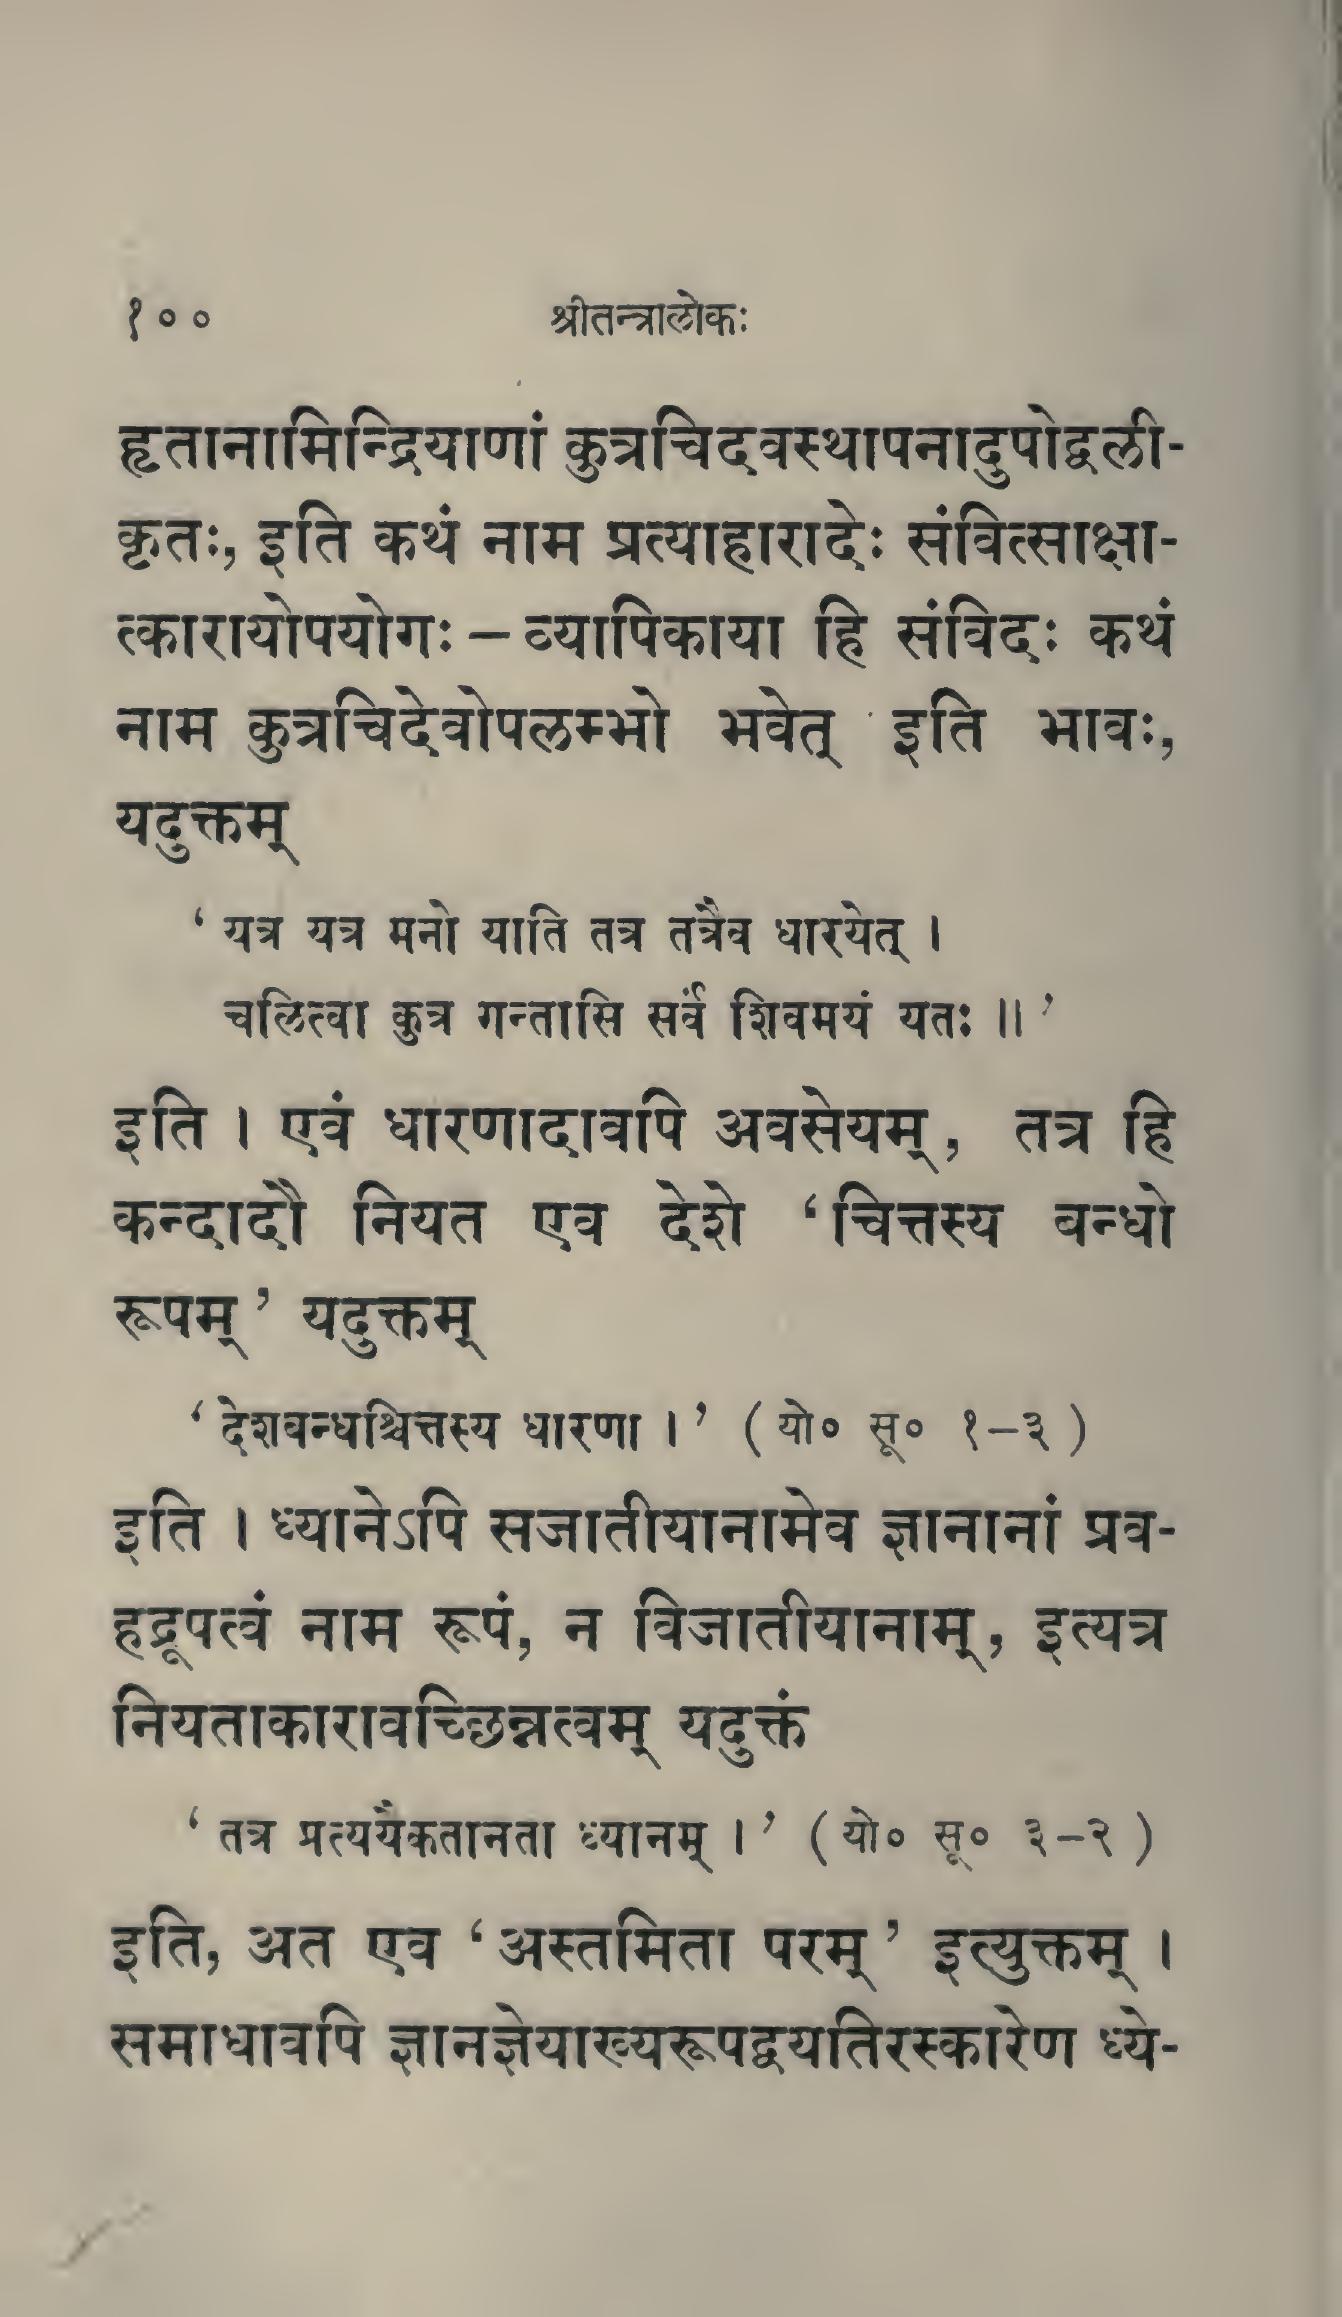 १०० श्रीतन्त्रालोकः
हृतानामिन्द्रियाणां कुत्रचिदवस्थापनादुपोद्बली-
कृतः, इति कथं नाम प्रत्याहारादेः संवित्साक्षा-
त्कारायोपयोगः – व्यापिकाया हि संविदः कथं
नाम कुत्रचिदेवोपलम्भो भवेत् इति भावः,
यदुक्तम्
‘ यत्र यत्र मनो याति तत्र तत्रैव धारयेत् ।
चलित्वा कुत्र गन्तासि सर्वं शिवमयं यतः ॥ ’
इति । एवं धारणादावपि अवसेयम्, तत्र हि
कन्दादौ नियत एव देशे ‘ चित्तस्य बन्धो
रूपम् ’ यदुक्तम्
‘ देशबन्धश्चित्तस्य धारणा । ’ ( यो० सू० १–३ )
इति । ध्यानेऽपि सजातीयानामेव ज्ञानानां प्रव-
हद्रूपत्वं नाम रूपं, न विजातीयानाम्, इत्यत्र
नियताकारावच्छिन्नत्वम् यदुक्तं
‘ तत्र प्रत्ययैकतानता ध्यानम् । ’ ( यो० सू० ३–२ )
इति, अत एव ‘ अस्तमिता परम् ’ इत्युक्तम् ।
समाधावपि ज्ञानज्ञेयाख्यरूपद्वयतिरस्कारेण ध्ये-